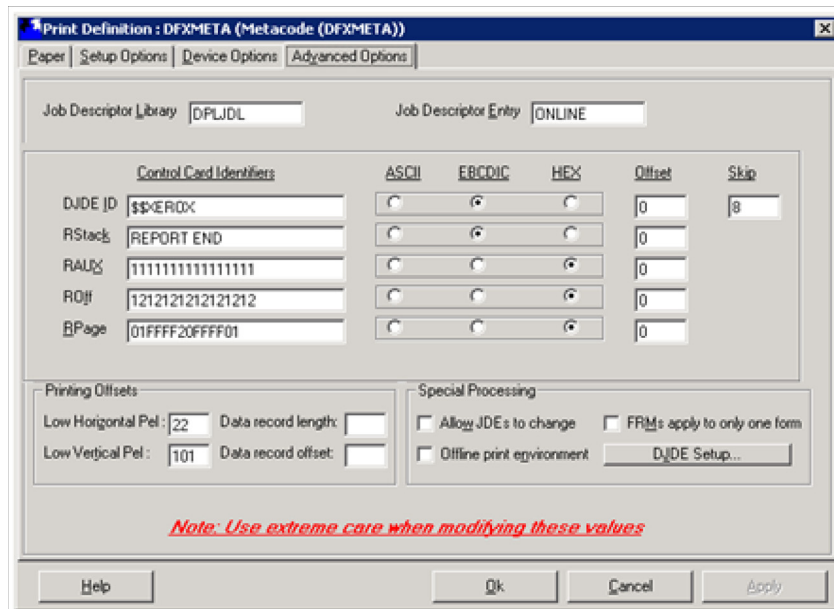 Print Definition : DFXMETA (Metacode (DFXMETA))
Paper Setup Options Device Options Advanced Options
Job Descriptor Library DPLJDL Job Descriptor Entry ONLINE
Control Card Identifiers ASCII EBCDIC HEX Offset Skip
DJDE ID $$XEROX 0 8
RStack REPORT END 0
RAUX 1111111111111111 0
ROff 1212121212121212 0
RPage 01FFFF20FFFF01 0
Printing Offsets Special Processing
Low Horizontal Pel : 22 Data record length: Allow JDEs to change FRMs apply to only one form
Low Vertical Pel : 101 Data record offset: Offline print environment DJDE Setup...
Note: Use extreme care when modifying these values
Help Ok Cancel Apply